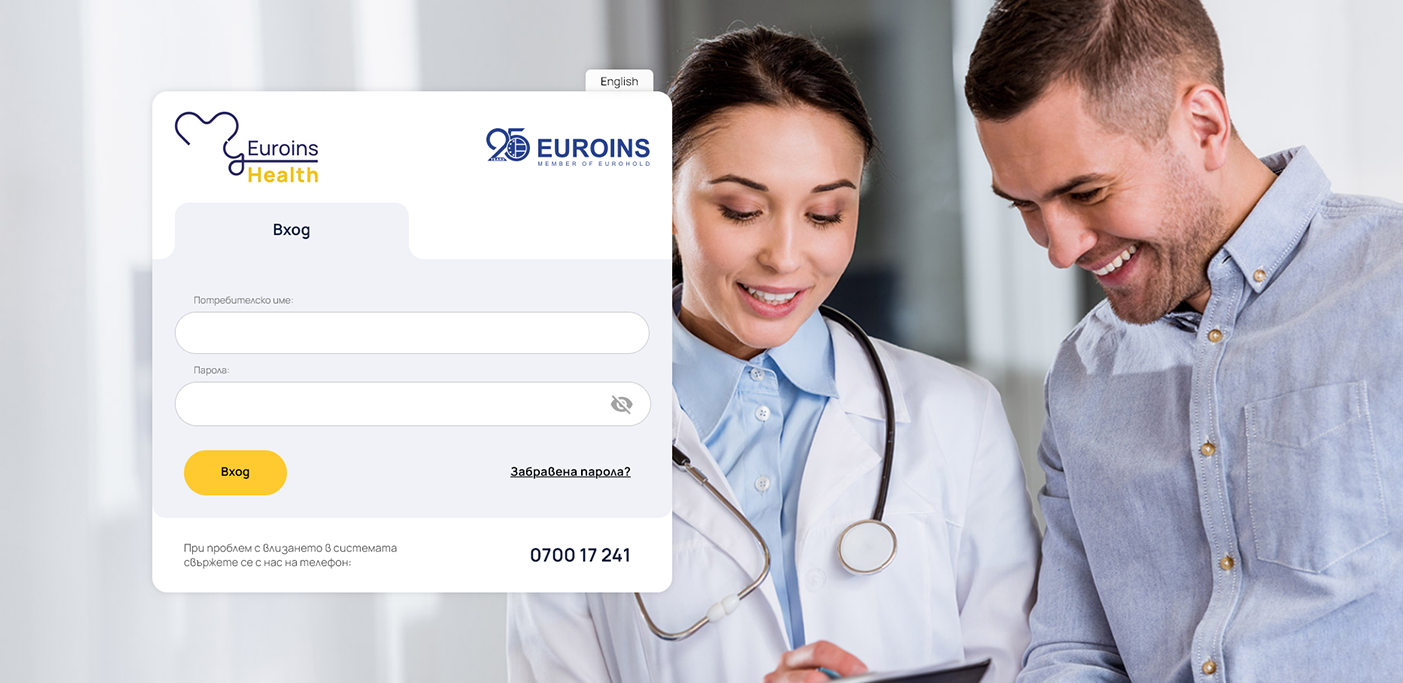 English
Euroins
Health
25 EUROINS
YEARS MEMBER OF EUROHOLD
Вход
Потребителско име:
Парола:
Вход
Забравена парола?
При проблем с влизането в системата
свържете се с нас на телефон:
0700 17 241